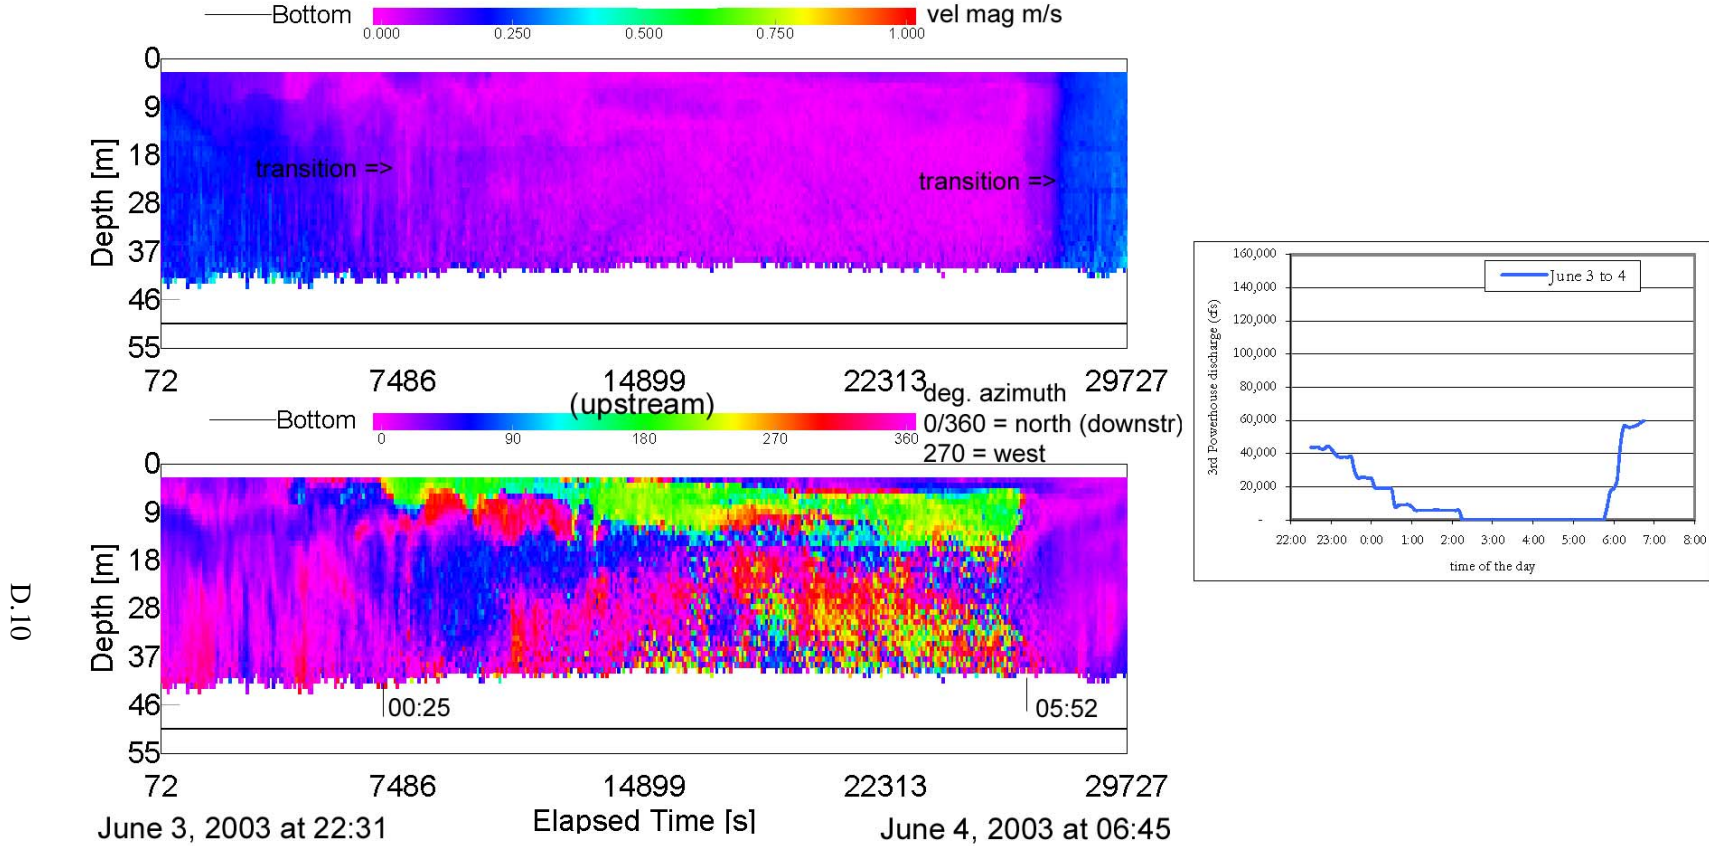 Bottom
vel mag m/s
0.000 0.250 0.500 0.750 1.000
0
9
18
28
37
46
55
Depth [m]
transition =>
transition =>
72 7486 14899 22313 29727
(upstream)
deg. azimuth
0/360 = north (downstr)
270 = west
Bottom
0 90 180 270 360
0
9
18
28
37
46
55
Depth [m]
00:25
05:52
72 7486 14899 22313 29727
Elapsed Time [s]
June 3, 2003 at 22:31
June 4, 2003 at 06:45
D.10
160,000
140,000
120,000
100,000
80,000
60,000
40,000
20,000
-
3rd Powerhouse discharge (cfs)
June 3 to 4
22:00 23:00 0:00 1:00 2:00 3:00 4:00 5:00 6:00 7:00 8:00
time of the day